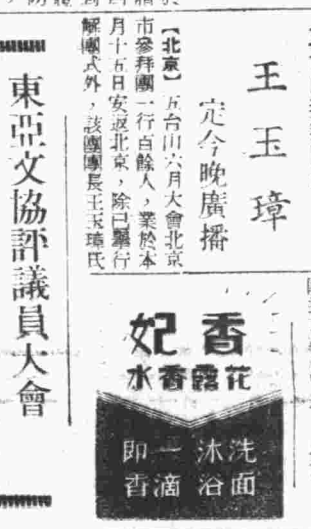 王玉璋
定今晚廣播
【北京】五台山六月大會北京
市參拜團一行百餘人，業於本
月十五日安返北京，除已舉行
解團式外，該團團長王玉璋氏
香妃
花露香水
洗面
沐浴
一滴
即香
東亞文協評議員大會